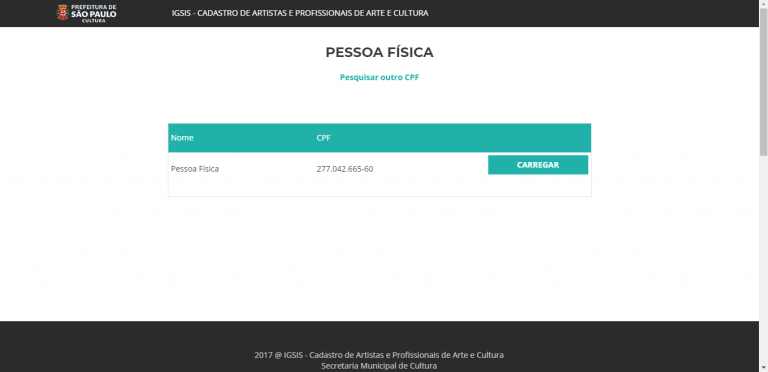 PREFEITURA DE
SÃO PAULO
CULTURA
IGSIS - CADASTRO DE ARTISTAS E PROFISSIONAIS DE ARTE E CULTURA
PESSOA FÍSICA
Pesquisar outro CPF
Nome CPF
Pessoa Física 277.042.665-60 CARREGAR
2017 @ IGSIS - Cadastro de Artistas e Profissionais de Arte e Cultura
Secretaria Municipal de Cultura